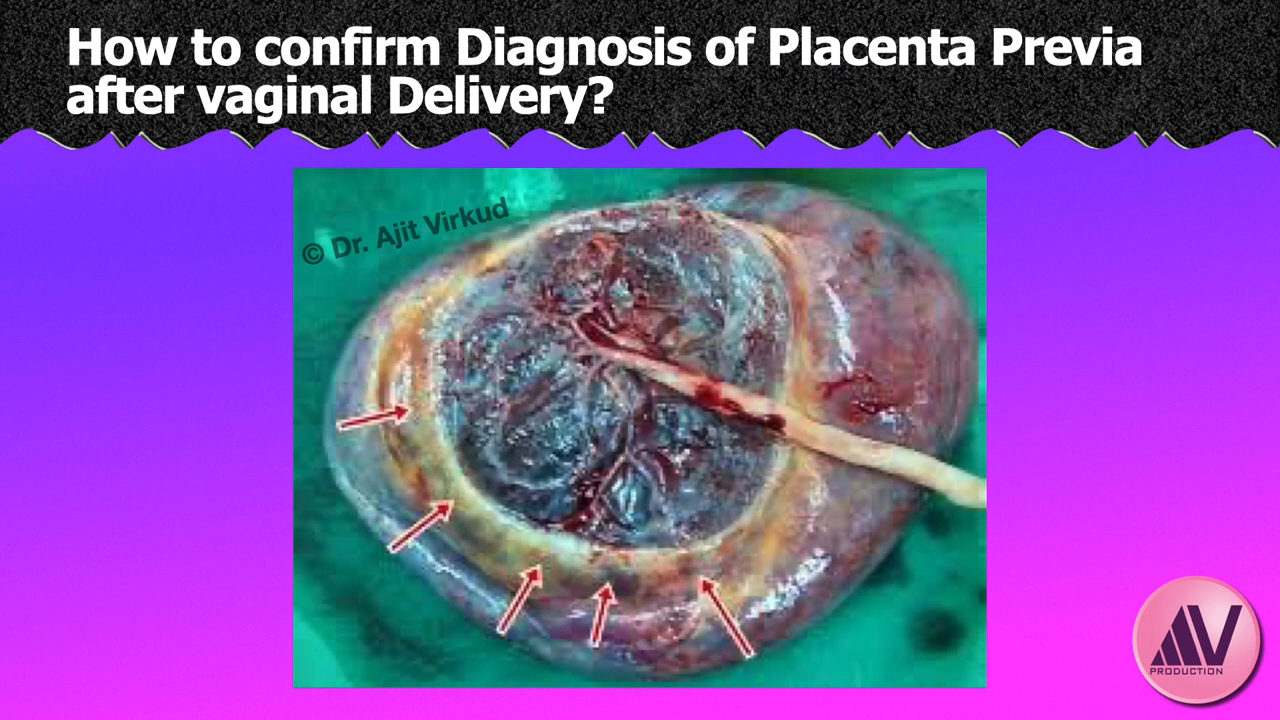 How to confirm Diagnosis of Placenta Previa
after vaginal Delivery?
© Dr. Ajit Virkud
AV
PRODUCTION